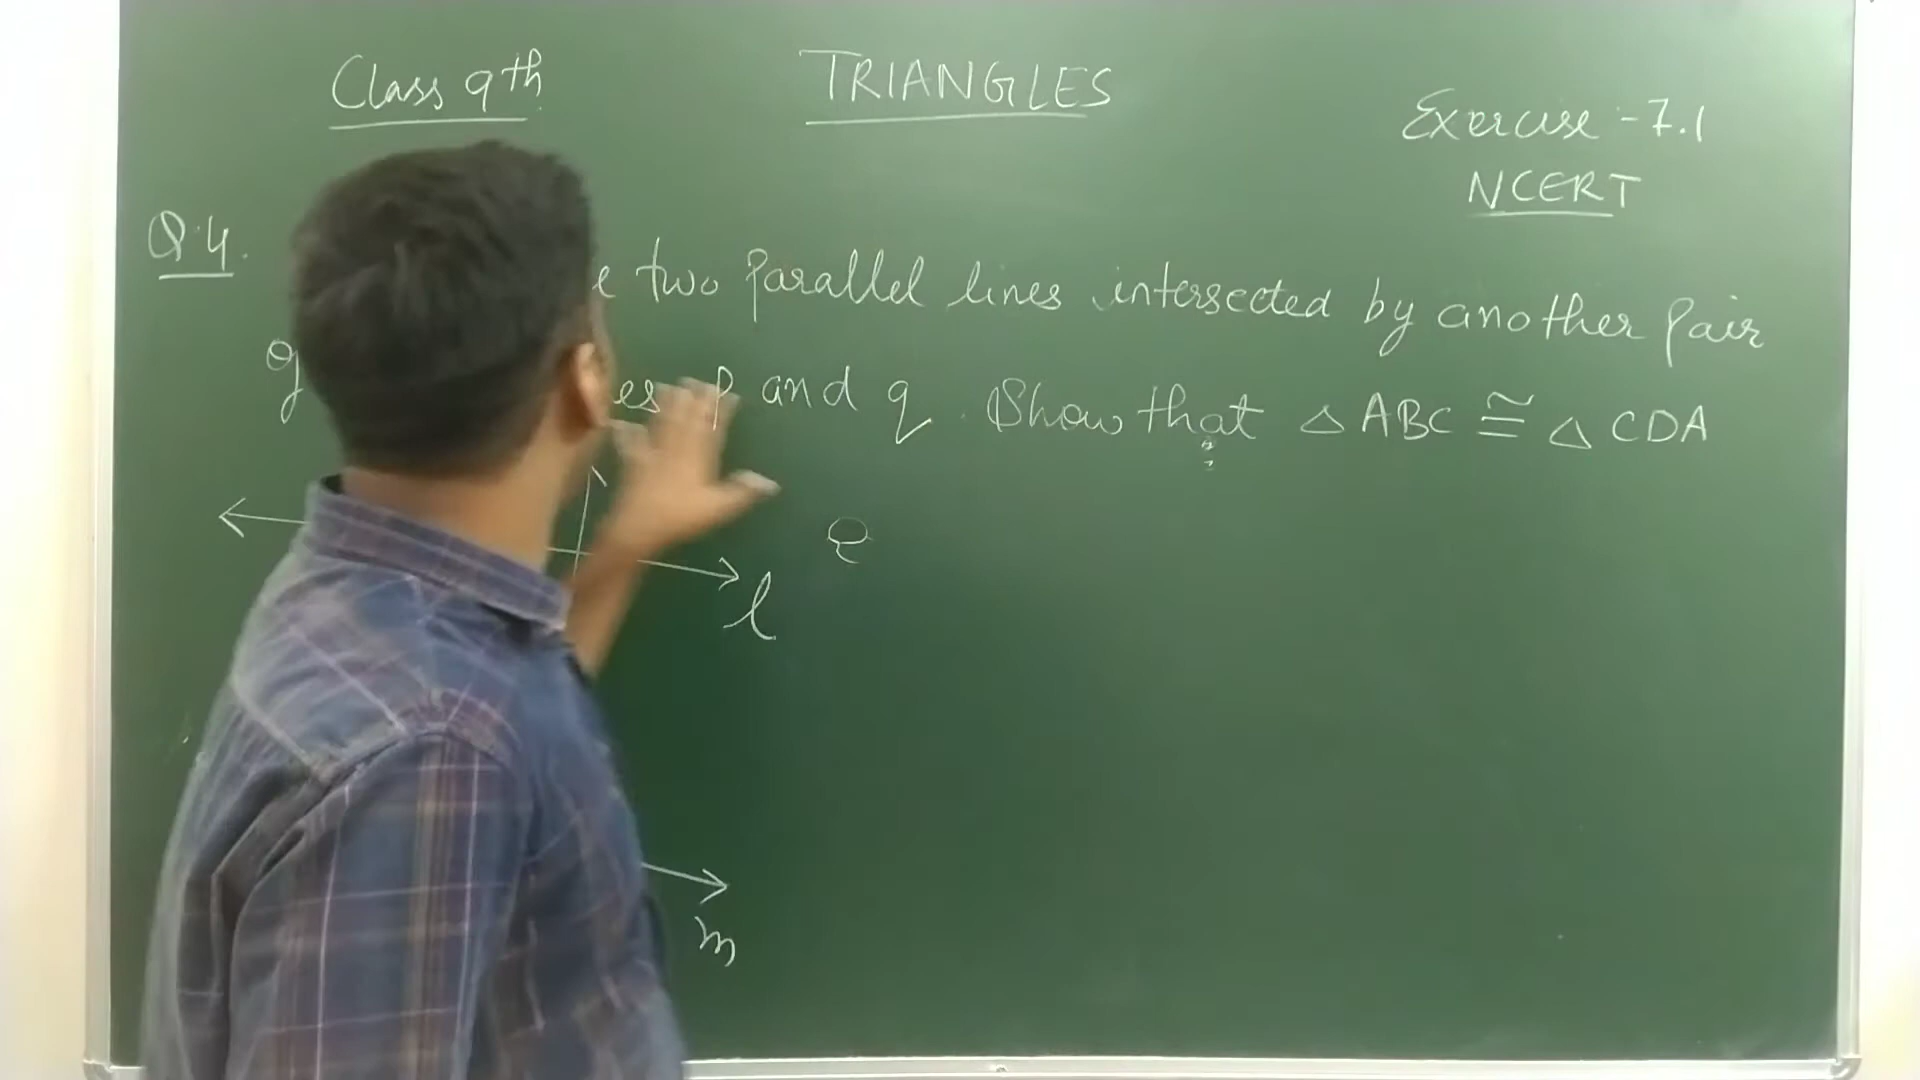 Class 9th
TRIANGLES
Exercise :- 7.1
NCERT
Q.4.
two parallel lines intersected by another pair
and q. Show that △ ABC ≅ △ CDA
l
m